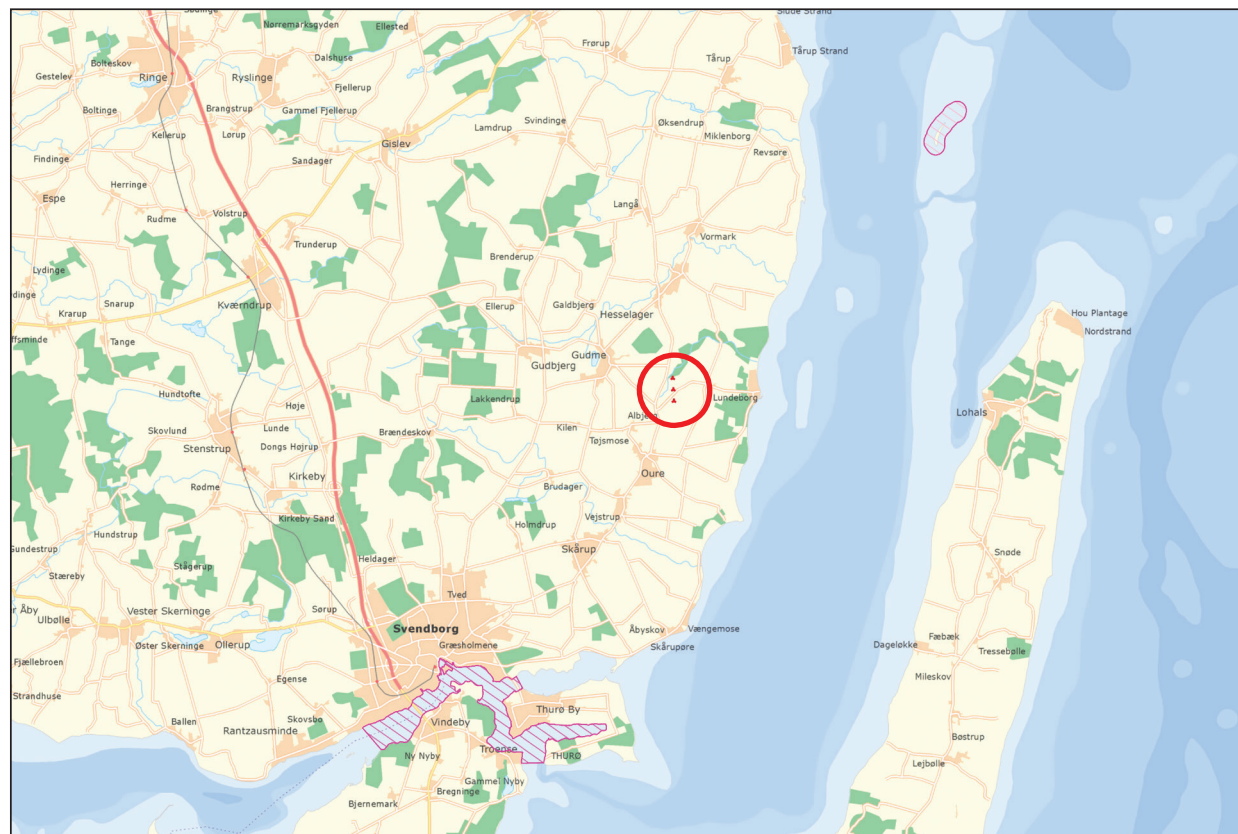 Sødinge
Nørremarksgyden
Ellested
Frørup
Sibbe Strand
Tårup Strand
Bolteskov
Gestelev
Ringe
Ryslinge
Dalshuse
Fjellerup
Tårup
Boltinge
Brangstrup
Gammel Fjellerup
Svindinge
Øksendrup
Kellerup
Lørup
Lamdrup
Miklenborg
Gislev
Revsøre
Findinge
Sandager
Herringe
Espe
Langå
Rudme
Volstrup
Vormark
Trunderup
Brenderup
Lydinge
dinge
Krarup
Snarup
Kværndrup
Ellerup
Galdbjerg
Hesselager
Hou Plantage
Nordstrand
ffsminde
Tange
Gudme
Gudbjerg
Hundtofte
Høje
Lakkendrup
Lundeborg
Lohals
Skovlund
Lunde
Albjerg
Dongs Højrup
Brændeskov
Kilen
Stenstrup
Tøjsmose
Kirkeby
Oure
Rødme
Brudager
Kirkeby Sand
Vejstrup
Hundstrup
Holmdrup
Gundestrup
Heldager
Skårup
Snøde
Stågerup
Stæreby
Tved
er Åby
Ulbølle
Vester Skerninge
Sørup
Svendborg
Åbyskov
Vængemose
Øster Skerninge
Ollerup
Græsholmene
Skårupøre
Dageløkke
Fæbæk
Tressebølle
Fjællebroen
Egense
Mileskov
Strandhuse
Skovsbo
Thurø By
Ballen
Rantzausminde
Vindeby
Bøstrup
Ny Nyby
Troense
THURØ
Lejbølle
Gammel Nyby
Bregninge
Bjernemark